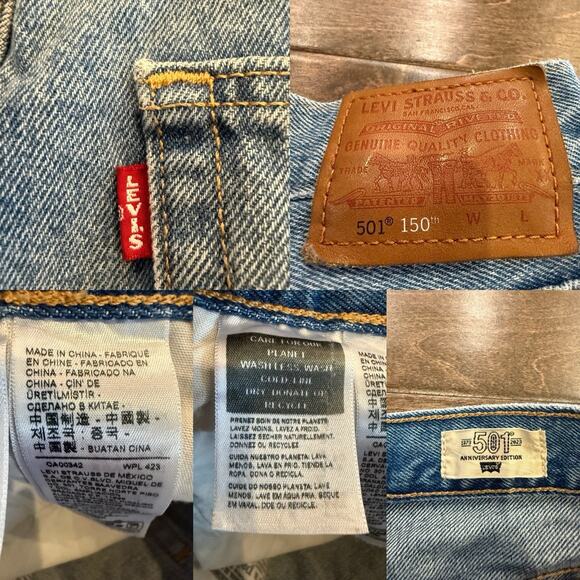 LEVI'S
LEVI STRAUSS & CO.
SAN FRANCISCO, CAL.
ORIGINAL RIVETED
GENUINE QUALITY CLOTHING
TRADE MARK
PATENTED
501® 150th W L
MADE IN
CHINA - FABRIQUÉ
EN CHINE - FABRICADO EN
CHINA - FABRICADO NA
CHINA - ÇİN' DE
ÜRETİLMİŞTİR -
СДЕЛАНО В КИТАЕ -
中國製造 - 中國製 -
제조국: 중국
- BUATAN CINA
CA00342 WPL 423
LEVI STRAUSS DE MÉXICO
CARE FOR OUR
PLANET
WASH LESS, WASH
COLD, LINE
DRY, DONATE OR
RECYCLE
PRENEZ SOIN DE NOTRE PLANÈTE:
LAVEZ MOINS, LAVEZ À FROID,
LAISSEZ SÉCHER NATURELLEMENT,
DONNEZ OU RECYCLEZ
CUIDA NUESTRO PLANETA: LAVA
MENOS, LAVA EN FRÍO, TIENDE LA
ROPA, DONA O RECICLA.
CUIDE DO NOSSO PLANETA: LAVE
MENOS, LAVE EM ÁGUA FRIA, SEQUE
EM VARAL, DOE OU RECICLE.
1873 501® 2023
ANNIVERSARY EDITION
Levi's